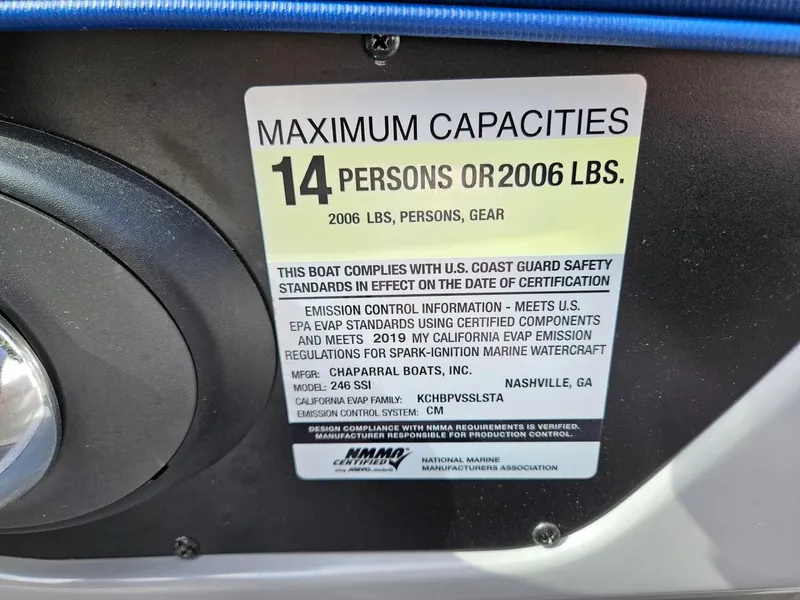 MAXIMUM CAPACITIES
14 PERSONS OR 2006 LBS.
2006 LBS, PERSONS, GEAR
THIS BOAT COMPLIES WITH U.S. COAST GUARD SAFETY
STANDARDS IN EFFECT ON THE DATE OF CERTIFICATION
EMISSION CONTROL INFORMATION - MEETS U.S.
EPA EVAP STANDARDS USING CERTIFIED COMPONENTS
AND MEETS 2019 MY CALIFORNIA EVAP EMISSION
REGULATIONS FOR SPARK-IGNITION MARINE WATERCRAFT
MFGR: CHAPARRAL BOATS, INC.
MODEL: 246 SSI NASHVILLE, GA
CALIFORNIA EVAP FAMILY: KCHBPVSSLSTA
EMISSION CONTROL SYSTEM: CM
DESIGN COMPLIANCE WITH NMMA REQUIREMENTS IS VERIFIED.
MANUFACTURER RESPONSIBLE FOR PRODUCTION CONTROL.
NMMA
CERTIFIED
NATIONAL MARINE
MANUFACTURERS ASSOCIATION